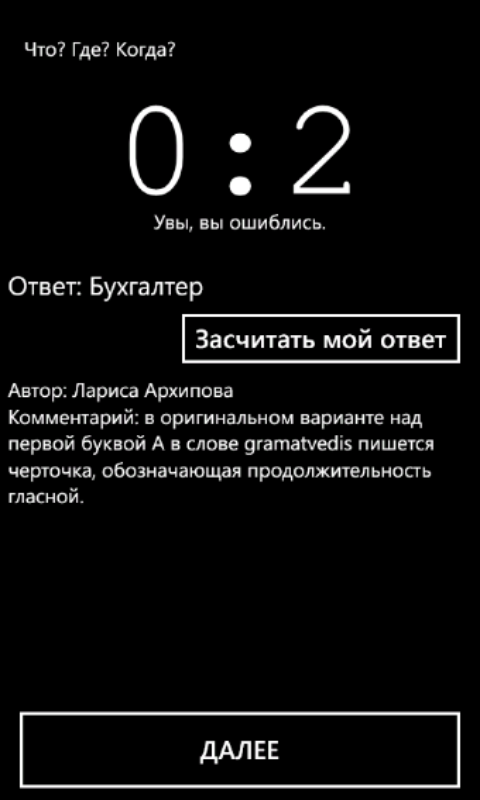 Что? Где? Когда?
0 : 2
Увы, вы ошиблись.
Ответ: Бухгалтер
Засчитать мой ответ
Автор: Лариса Архипова
Комментарий: в оригинальном варианте над
первой буквой А в слове gramatvedis пишется
черточка, обозначающая продолжительность
гласной.
ДАЛЕЕ